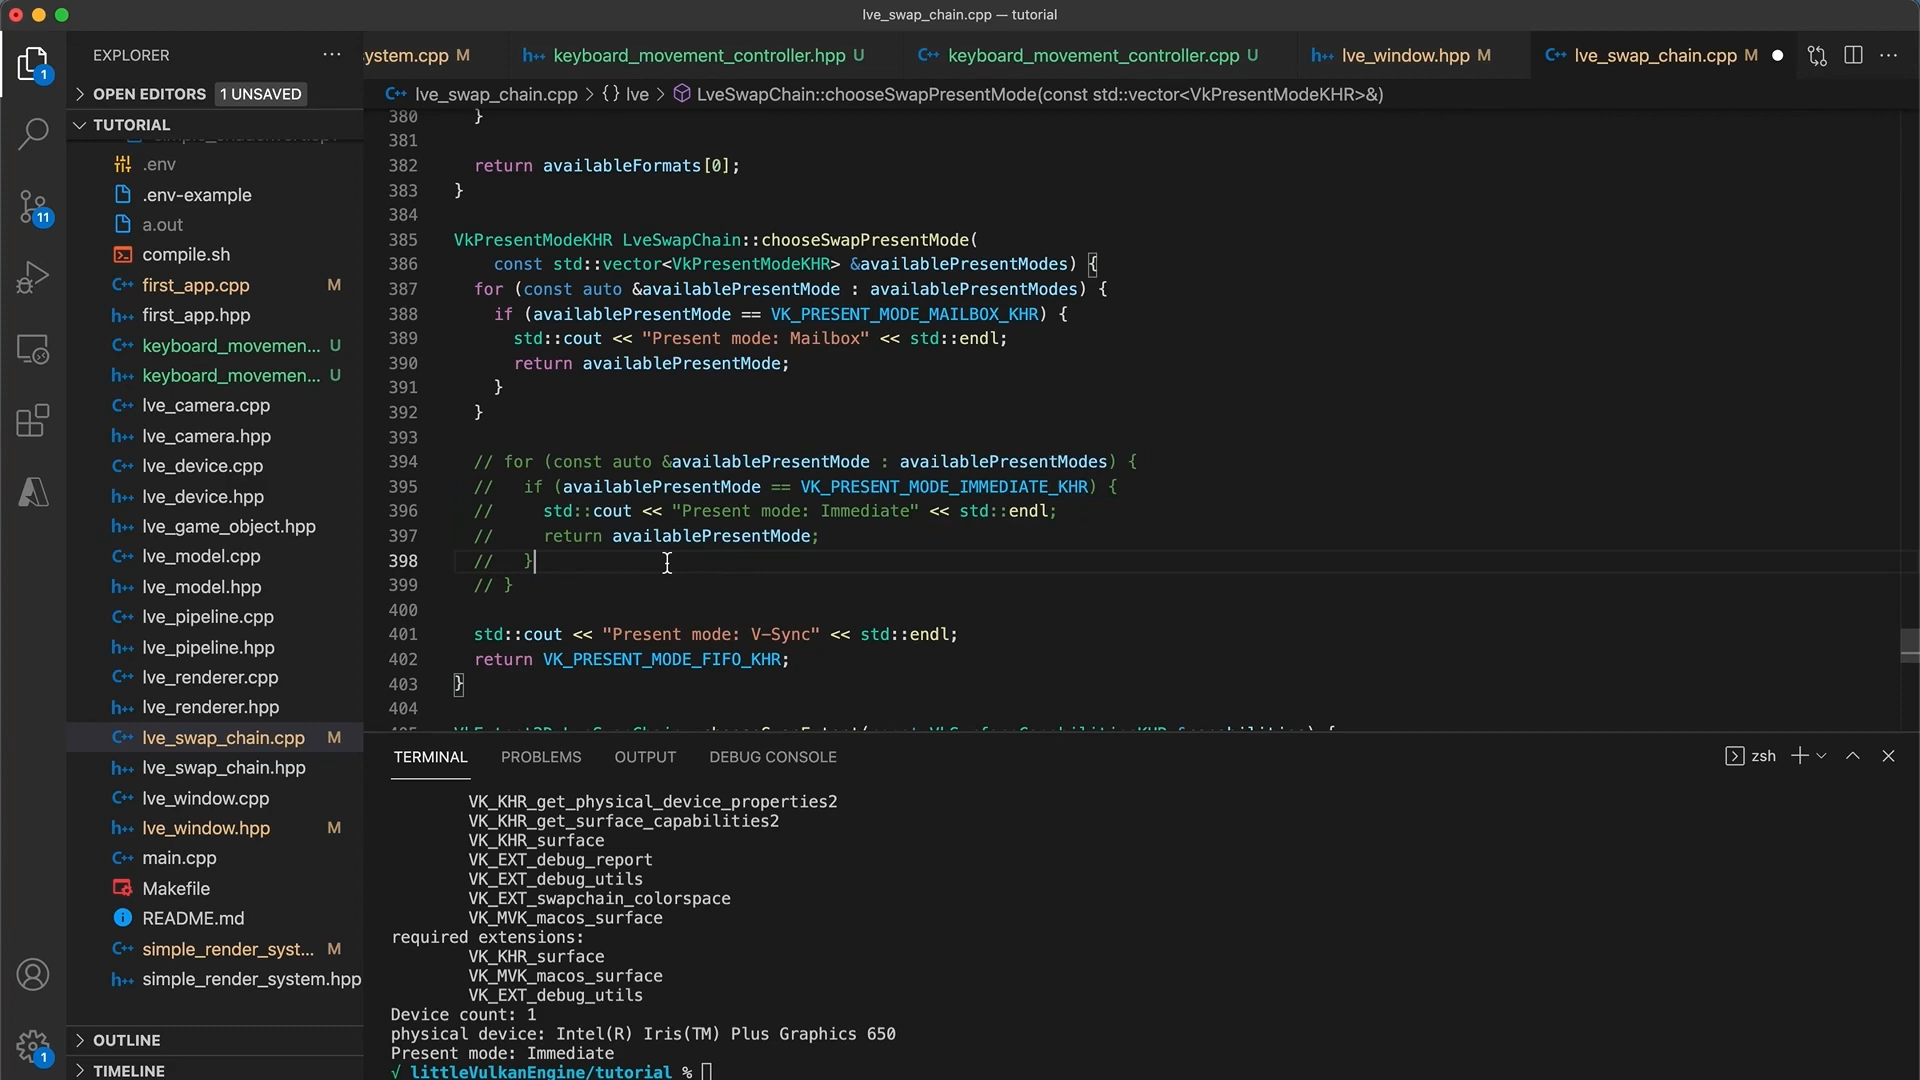 lve_swap_chain.cpp — tutorial
EXPLORER
ystem.cpp M
h++ keyboard_movement_controller.hpp U
C++ keyboard_movement_controller.cpp U
h++ lve_window.hpp M
C++ lve_swap_chain.cpp M
OPEN EDITORS 1 UNSAVED
C++ lve_swap_chain.cpp > {} lve > LveSwapChain::chooseSwapPresentMode(const std::vector<VkPresentModeKHR>&)
TUTORIAL
.env
.env-example
a.out
compile.sh
C++ first_app.cpp M
h++ first_app.hpp
C++ keyboard_movemen... U
h++ keyboard_movemen... U
C++ lve_camera.cpp
h++ lve_camera.hpp
C++ lve_device.cpp
h++ lve_device.hpp
h++ lve_game_object.hpp
C++ lve_model.cpp
h++ lve_model.hpp
C++ lve_pipeline.cpp
h++ lve_pipeline.hpp
C++ lve_renderer.cpp
h++ lve_renderer.hpp
C++ lve_swap_chain.cpp M
h++ lve_swap_chain.hpp
C++ lve_window.cpp
h++ lve_window.hpp M
C++ main.cpp
Makefile
README.md
C++ simple_render_syst... M
h++ simple_render_system.hpp
OUTLINE
TIMELINE
1
11
1
380 }
381
382 return availableFormats[0];
383 }
384
385 VkPresentModeKHR LveSwapChain::chooseSwapPresentMode(
386 const std::vector<VkPresentModeKHR> &availablePresentModes) {
387 for (const auto &availablePresentMode : availablePresentModes) {
388 if (availablePresentMode == VK_PRESENT_MODE_MAILBOX_KHR) {
389 std::cout << "Present mode: Mailbox" << std::endl;
390 return availablePresentMode;
391 }
392 }
393
394 // for (const auto &availablePresentMode : availablePresentModes) {
395 // if (availablePresentMode == VK_PRESENT_MODE_IMMEDIATE_KHR) {
396 // std::cout << "Present mode: Immediate" << std::endl;
397 // return availablePresentMode;
398 // }
399 // }
400
401 std::cout << "Present mode: V-Sync" << std::endl;
402 return VK_PRESENT_MODE_FIFO_KHR;
403 }
404
TERMINAL PROBLEMS OUTPUT DEBUG CONSOLE
zsh
VK_KHR_get_physical_device_properties2
VK_KHR_get_surface_capabilities2
VK_KHR_surface
VK_EXT_debug_report
VK_EXT_debug_utils
VK_EXT_swapchain_colorspace
VK_MVK_macos_surface
required extensions:
VK_KHR_surface
VK_MVK_macos_surface
VK_EXT_debug_utils
Device count: 1
physical device: Intel(R) Iris(TM) Plus Graphics 650
Present mode: Immediate
√ littleVulkanEngine/tutorial %